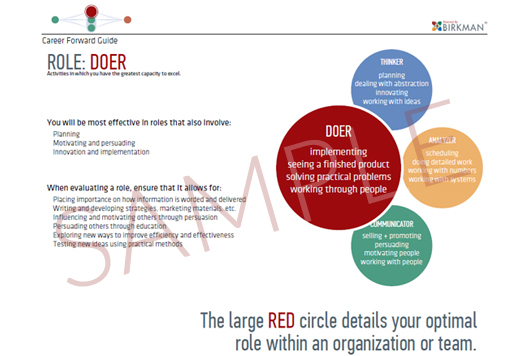 Career Forward Guide
BIRKMAN
ROLE: DOER
Activities in which you have the greatest capacity to excel.
You will be most effective in roles that also involve:
Planning
Motivating and persuading
Innovation and implementation
When evaluating a role, ensure that it allows for:
Placing importance on how information is worded and delivered
Writing and developing strategies, marketing materials, etc.
Influencing and motivating others through persuasion
Persuading others through education
Exploring new ways to improve efficiency and effectiveness
Testing new ideas using practical methods
THINKER
planning
dealing with abstraction
innovating
working with ideas
DOER
implementing
seeing a finished product
solving practical problems
working through people
ANALYZER
scheduling
doing detailed work
working with numbers
working with systems
COMMUNICATOR
selling + promoting
persuading
motivating people
working with people
SAMPLE
The large RED circle details your optimal
role within an organization or team.